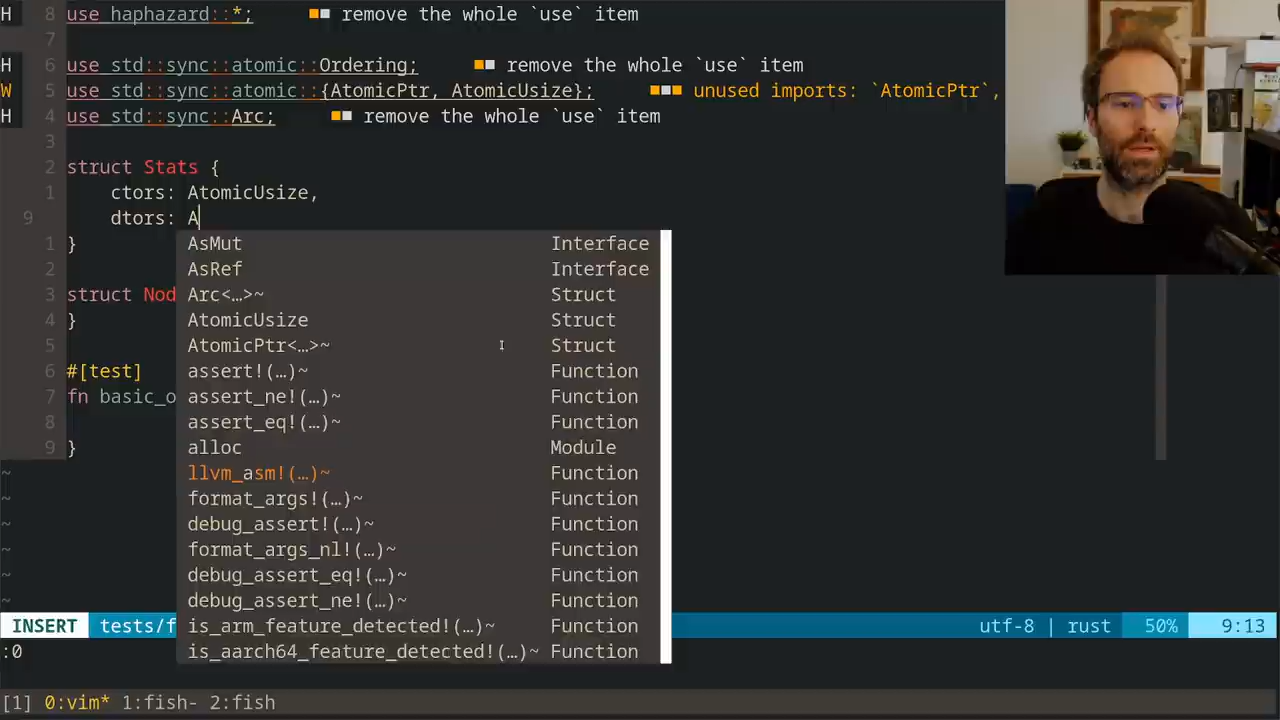 H 8 use haphazard::*; remove the whole `use` item
7
H 6 use std::sync::atomic::Ordering; remove the whole `use` item
W 5 use std::sync::atomic::{AtomicPtr, AtomicUsize}; unused imports: `AtomicPtr`,
H 4 use std::sync::Arc; remove the whole `use` item
3
2 struct Stats {
1 ctors: AtomicUsize,
9 dtors: A
1 } AsMut Interface
2 AsRef Interface
3 struct Nod Arc<…>~ Struct
4 } AtomicUsize Struct
5 AtomicPtr<…>~ Struct
6 #[test] assert!(…)~ Function
7 fn basic_o assert_ne!(…)~ Function
8 assert_eq!(…)~ Function
9 } alloc Module
~ llvm_asm!(…)~ Function
~ format_args!(…)~ Function
~ debug_assert!(…)~ Function
~ format_args_nl!(…)~ Function
~ debug_assert_eq!(…)~ Function
~ debug_assert_ne!(…)~ Function
INSERT tests/f is_arm_feature_detected!(…)~ Function utf-8 | rust 50% 9:13
:0 is_aarch64_feature_detected!(…)~ Function
[1] 0:vim* 1:fish- 2:fish